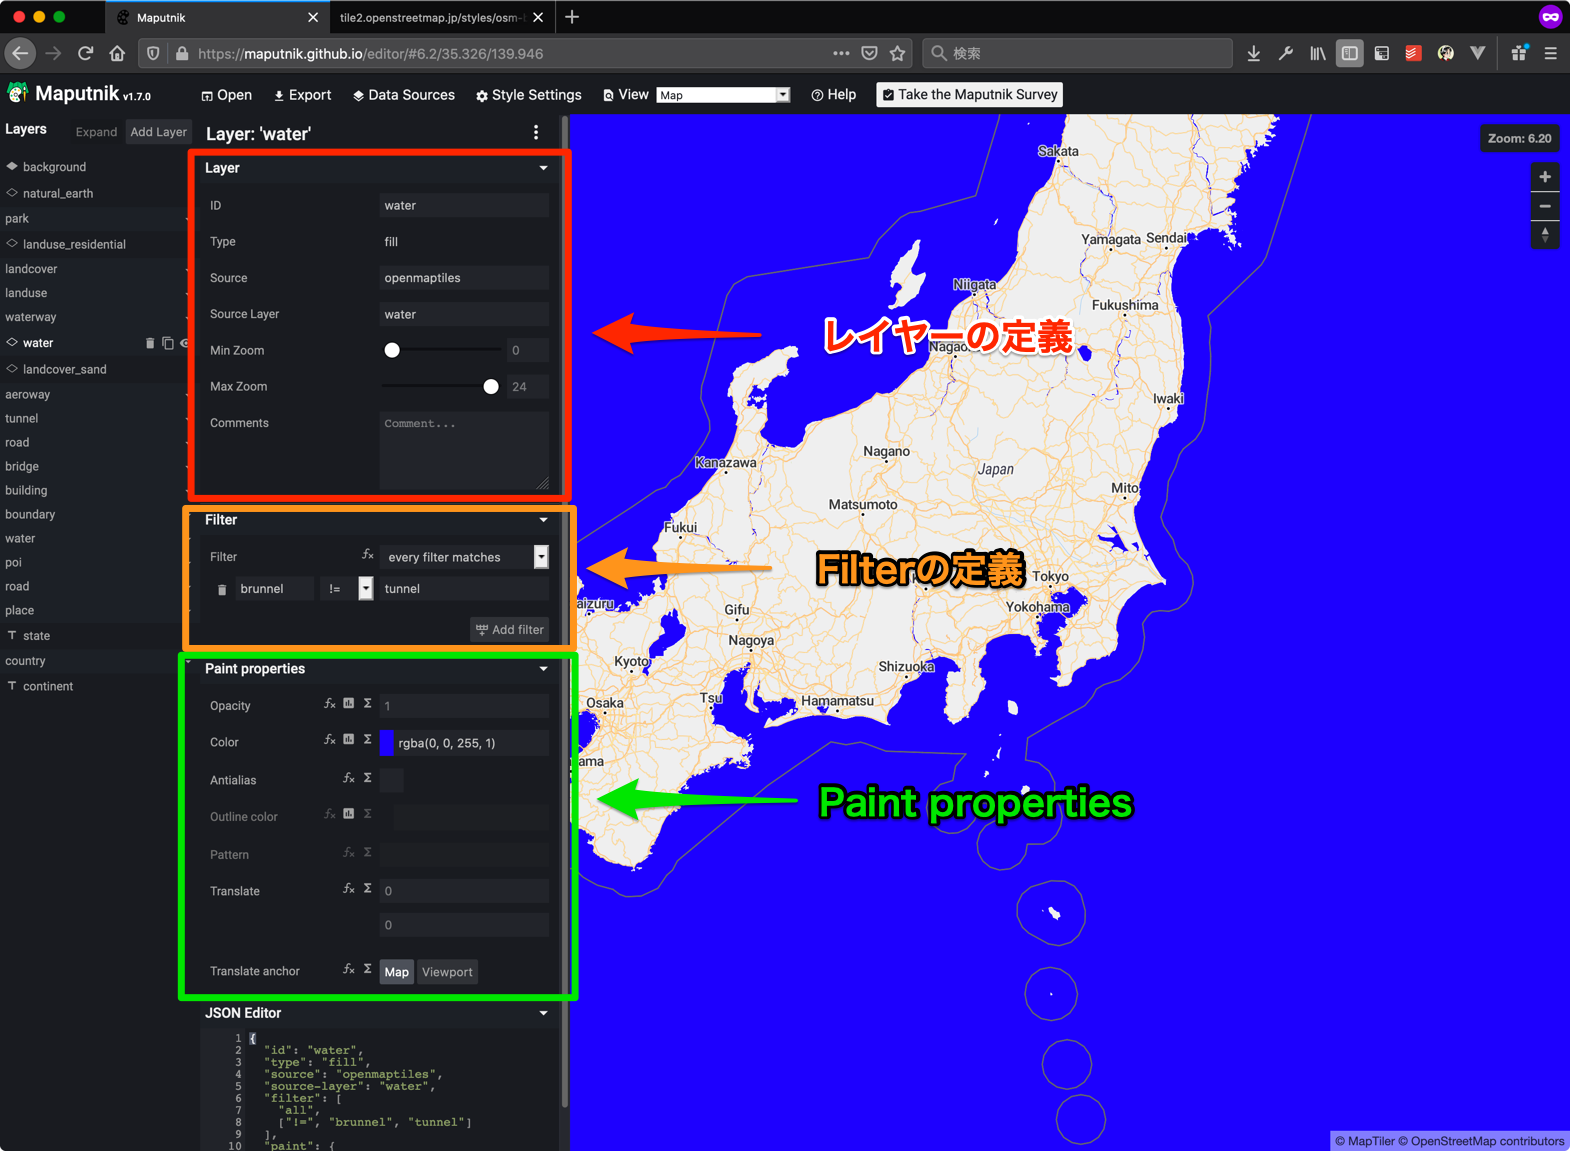 Maputnik
tile2.openstreetmap.jp/styles/osm-
https://maputnik.github.io/editor/#6.2/35.326/139.946
検索
Maputnik v1.7.0
Open
Export
Data Sources
Style Settings
View
Map
Help
Take the Maputnik Survey
Layers
Expand
Add Layer
background
natural_earth
park
landuse_residential
landcover
landuse
waterway
water
landcover_sand
aeroway
tunnel
road
bridge
building
boundary
water
poi
road
place
state
country
continent
Layer: 'water'
Layer
ID
water
Type
fill
Source
openmaptiles
Source Layer
water
Min Zoom
0
Max Zoom
24
Comments
Comment...
Filter
Filter
every filter matches
brunnel
!=
tunnel
Add filter
Paint properties
Opacity
1
Color
rgba(0, 0, 255, 1)
Antialias
Outline color
Pattern
Translate
0
0
Translate anchor
Map
Viewport
JSON Editor
1 {
2 "id": "water",
3 "type": "fill",
4 "source": "openmaptiles",
5 "source-layer": "water",
6 "filter": [
7 "all",
8 ["!=", "brunnel", "tunnel"]
9 ],
10 "paint": {
Zoom: 6.20
Sakata
Yamagata
Sendai
Niigata
Fukushima
レイヤーの定義
Nagao
Iwaki
Kanazawa
Nagano
Japan
Mito
Matsumoto
Fukui
Filterの定義
Tokyo
aizuru
Yokohama
Gifu
Nagoya
Kyoto
Shizuoka
Osaka
Tsu
Hamamatsu
ama
Paint properties
© MapTiler © OpenStreetMap contributors